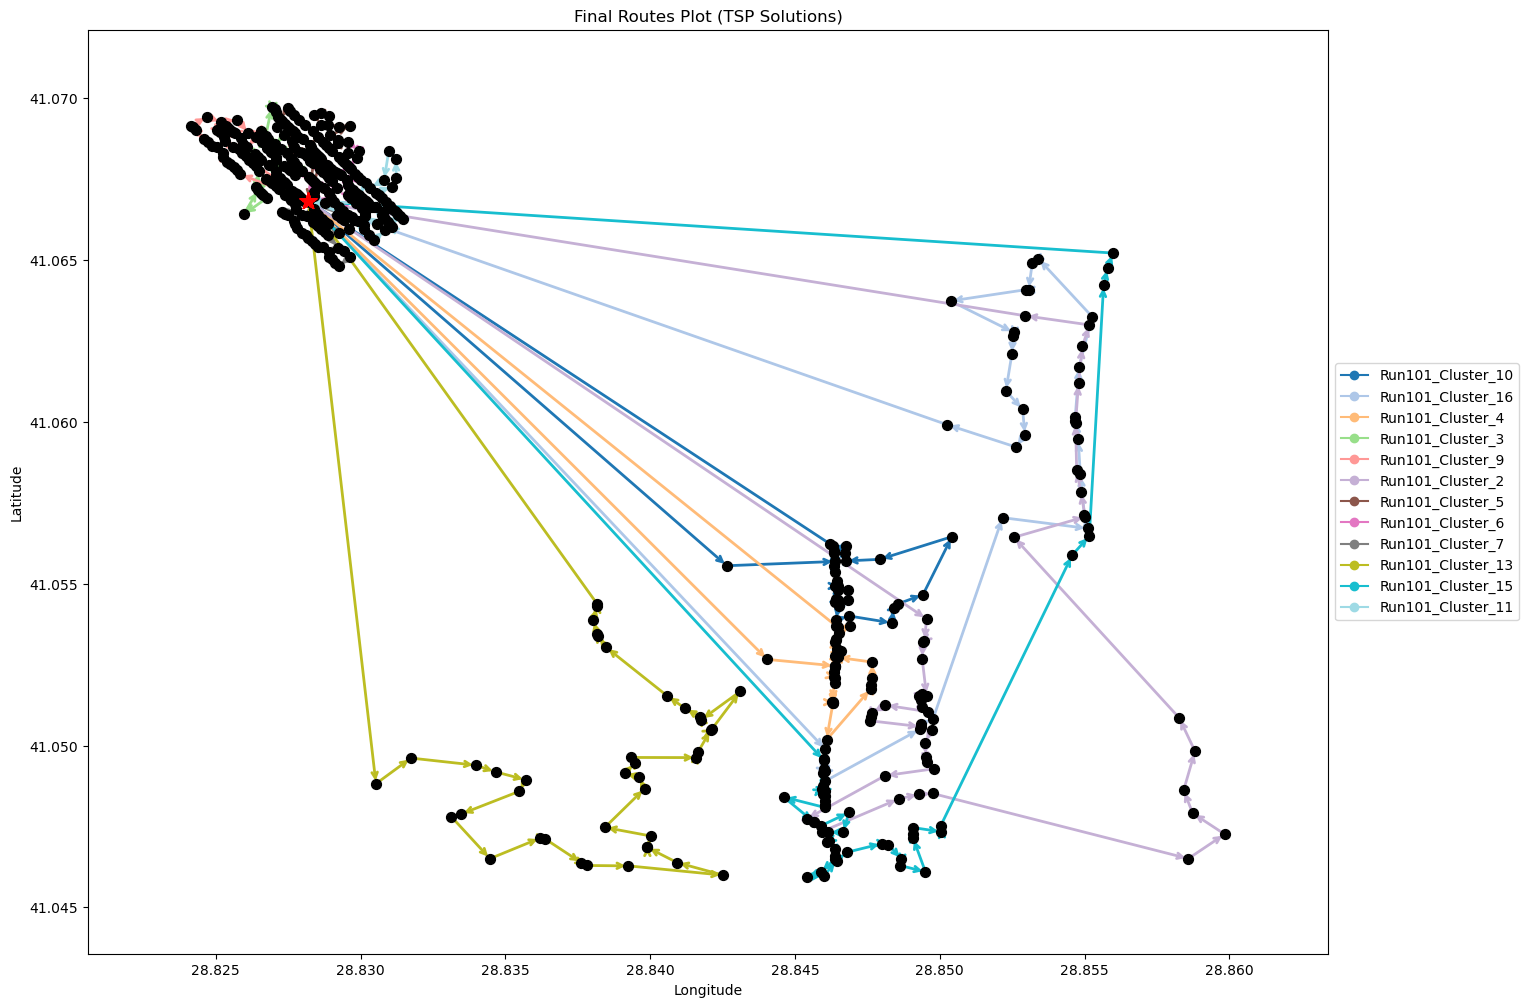 Final Routes Plot (TSP Solutions)
41.070
41.065
41.060
41.055
41.050
41.045
Latitude
28.825
28.830
28.835
28.840
28.845
28.850
28.855
28.860
Longitude
Run101_Cluster_10
Run101_Cluster_16
Run101_Cluster_4
Run101_Cluster_3
Run101_Cluster_9
Run101_Cluster_2
Run101_Cluster_5
Run101_Cluster_6
Run101_Cluster_7
Run101_Cluster_13
Run101_Cluster_15
Run101_Cluster_11